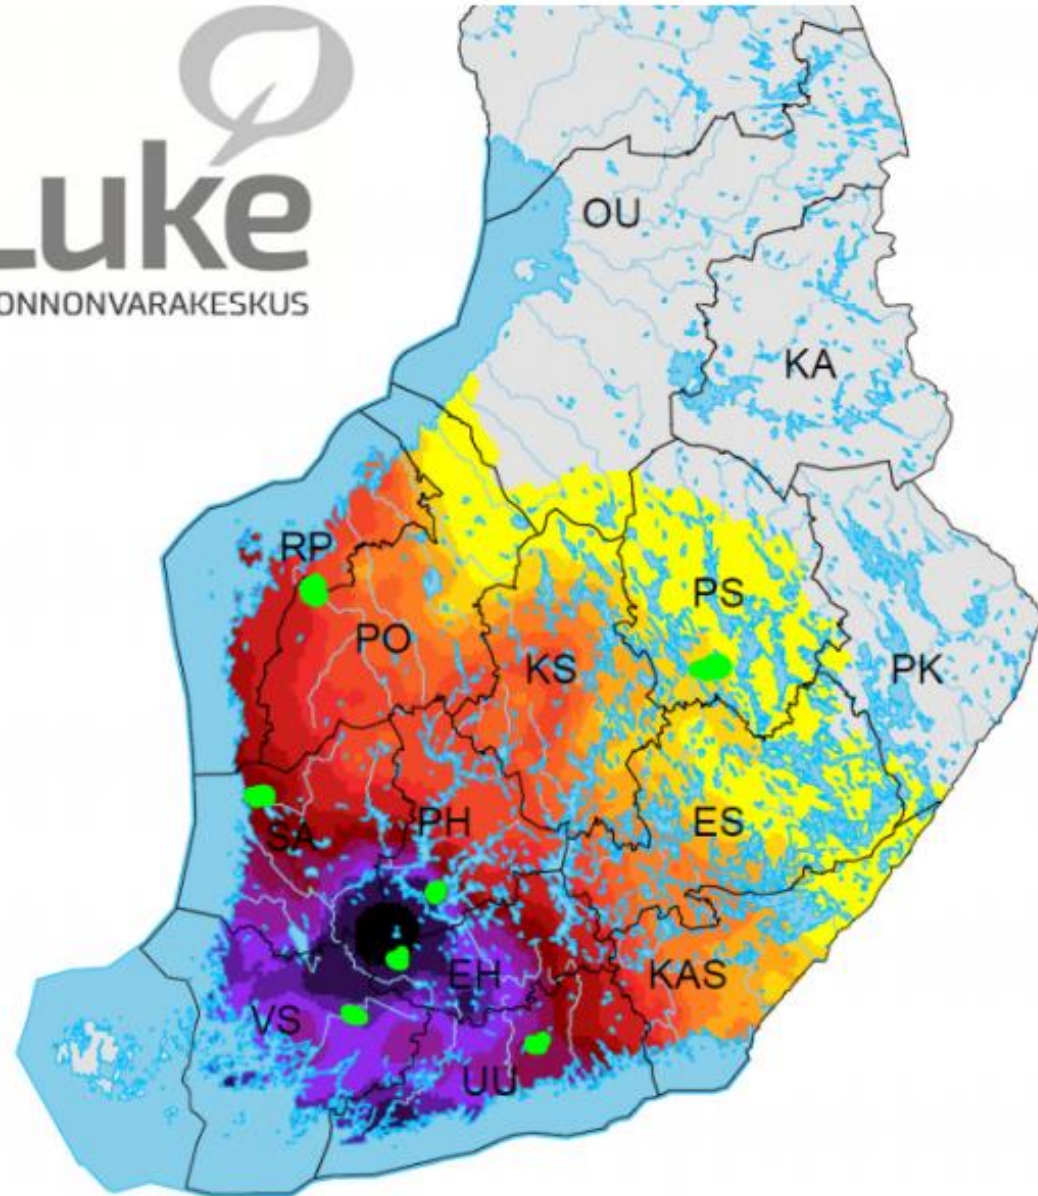 Luke
ONNONVARAKESKUS
OU
KA
RP
PO
KS
PS
PK
SA
PH
ES
EH
KAS
VS
UU